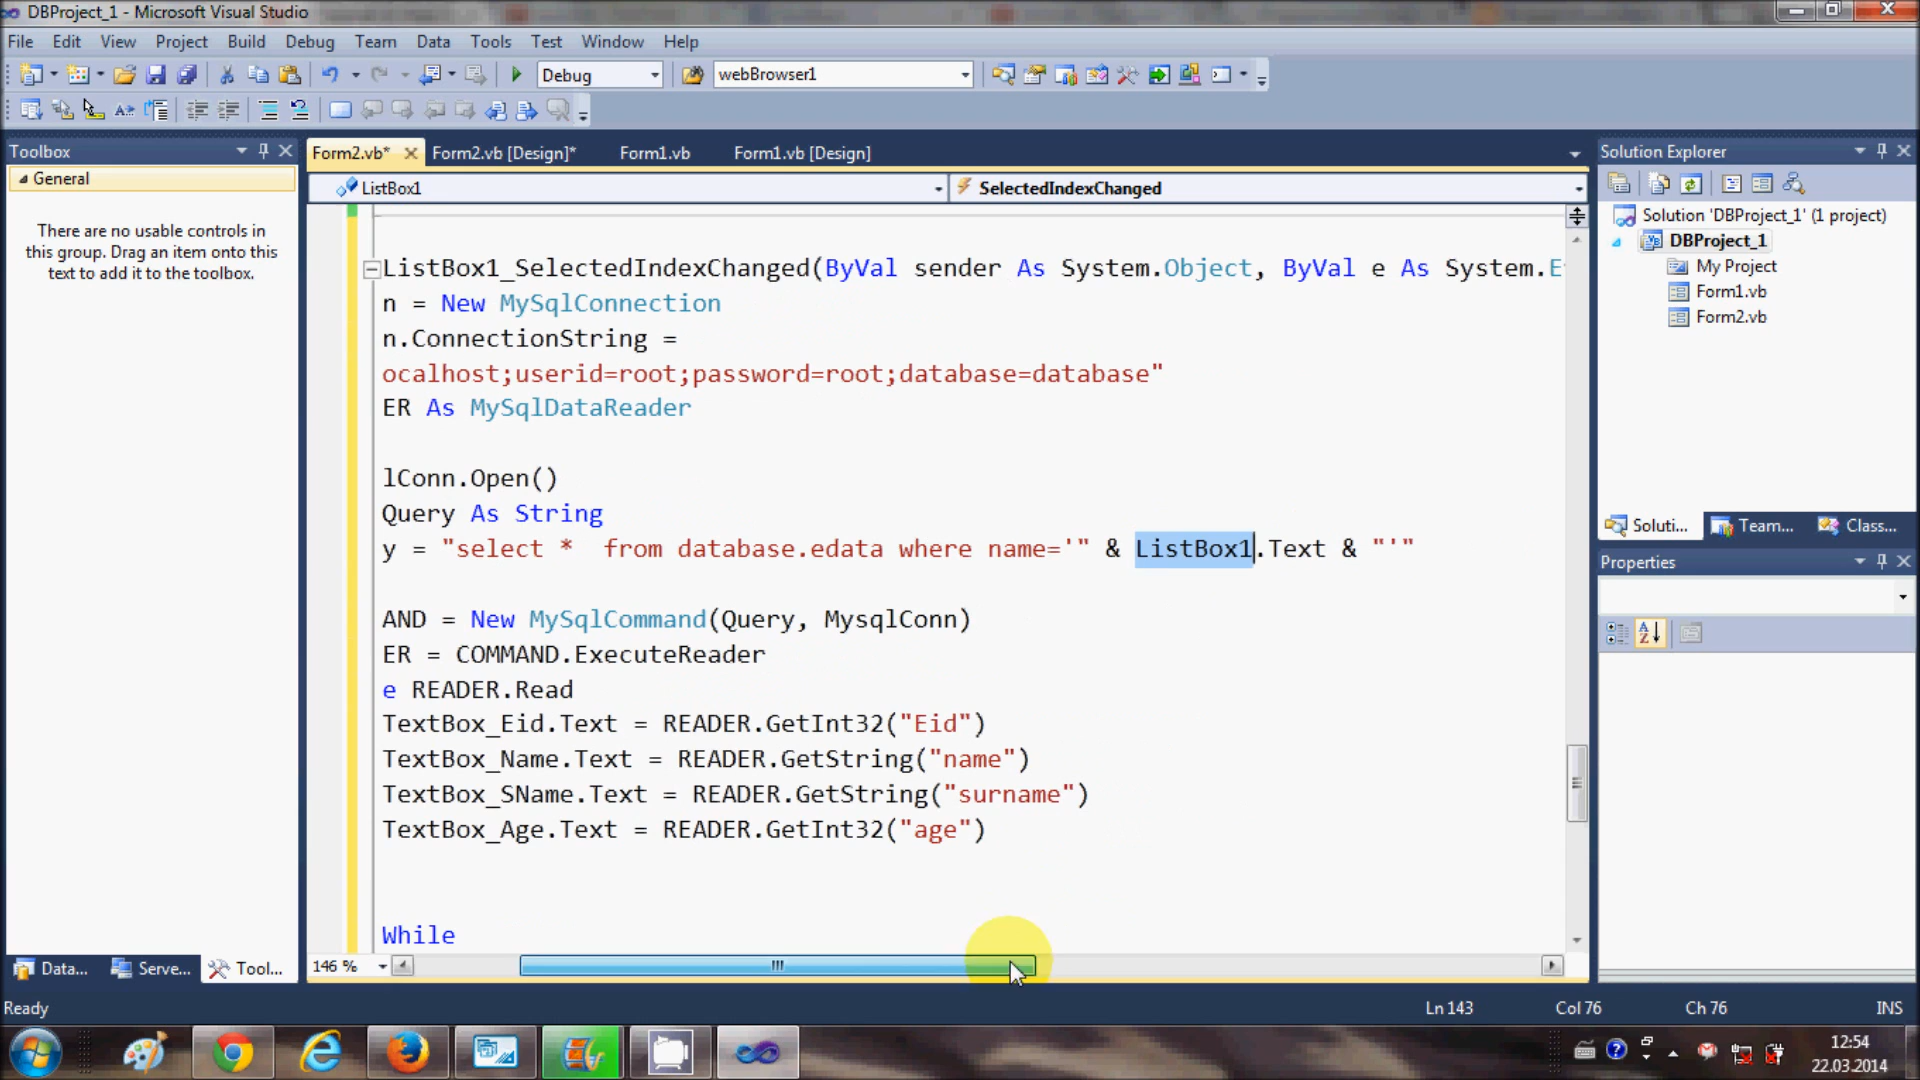 DBProject_1 - Microsoft Visual Studio
File Edit View Project Build Debug Team Data Tools Test Window Help
Debug webBrowser1
Toolbox
General
There are no usable controls in
this group. Drag an item onto this
text to add it to the toolbox.
Data... Serve... Tool...
Form2.vb* Form2.vb [Design]* Form1.vb Form1.vb [Design]
ListBox1 SelectedIndexChanged
ListBox1_SelectedIndexChanged(ByVal sender As System.Object, ByVal e As System.E
n = New MySqlConnection
n.ConnectionString =
ocalhost;userid=root;password=root;database=database"
ER As MySqlDataReader
lConn.Open()
Query As String
y = "select *  from database.edata where name='" & ListBox1.Text & "'"
AND = New MySqlCommand(Query, MysqlConn)
ER = COMMAND.ExecuteReader
e READER.Read
TextBox_Eid.Text = READER.GetInt32("Eid")
TextBox_Name.Text = READER.GetString("name")
TextBox_SName.Text = READER.GetString("surname")
TextBox_Age.Text = READER.GetInt32("age")
While
146 %
Solution Explorer
Solution 'DBProject_1' (1 project)
DBProject_1
My Project
Form1.vb
Form2.vb
Soluti... Team... Class...
Properties
Ready Ln 143 Col 76 Ch 76 INS
12:54
22.03.2014